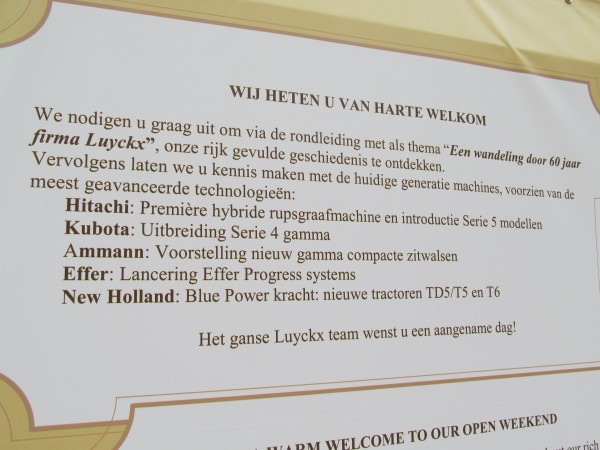 WIJ HETEN U VAN HARTE WELKOM
We nodigen u graag uit om via de rondleiding met als thema “Een wandeling door 60 jaar
firma Luyckx”, onze rijk gevulde geschiedenis te ontdekken.
Vervolgens laten we u kennis maken met de huidige generatie machines, voorzien van de
meest geavanceerde technologieën:
Hitachi: Première hybride rupsgraafmachine en introductie Serie 5 modellen
Kubota: Uitbreiding Serie 4 gamma
Ammann: Voorstelling nieuw gamma compacte zitwalsen
Effer: Lancering Effer Progress systems
New Holland: Blue Power kracht: nieuwe tractoren TD5/T5 en T6
Het ganse Luyckx team wenst u een aangename dag!
WARM WELCOME TO OUR OPEN WEEKEND
our rich